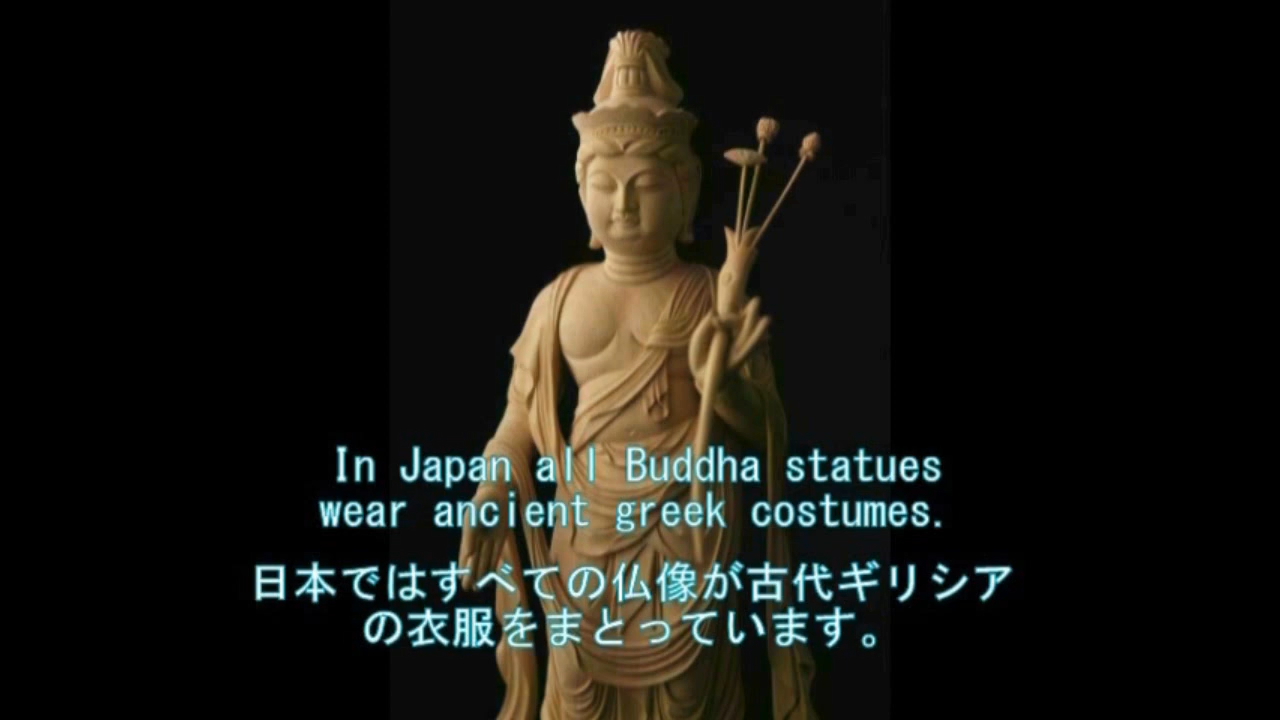 In Japan all Buddha statues
wear ancient greek costumes.
日本ではすべての仏像が古代ギリシア
の衣服をまとっています。